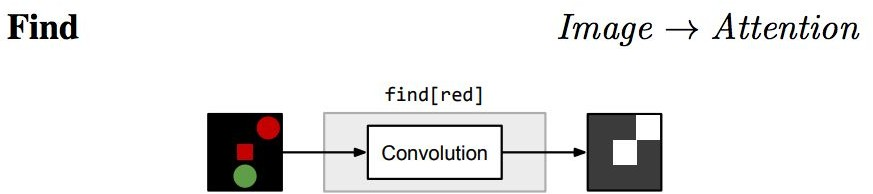 Find Image → Attention
find[red]
Convolution